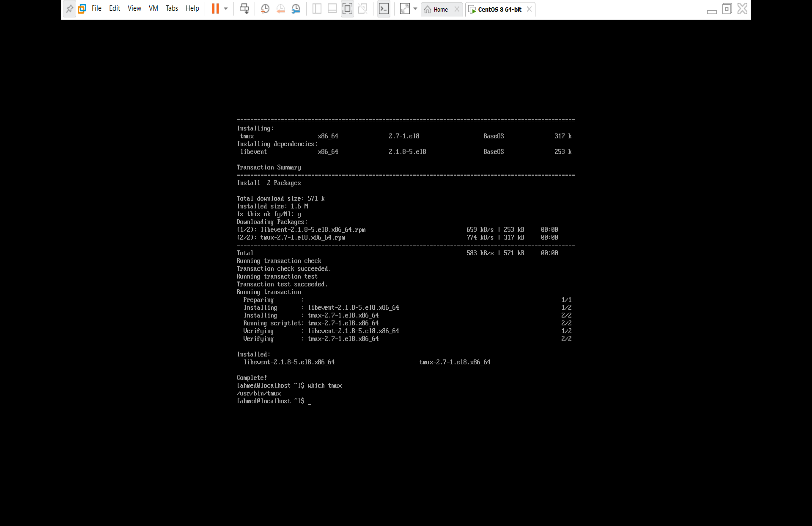 File Edit View VM Tabs Help Home CentOS 8 64-bit
Installing:
tmux x86_64 2.7-1.el8 BaseOS 317 k
Installing dependencies:
libevent x86_64 2.1.8-5.el8 BaseOS 253 k
Transaction Summary
Install 2 Packages
Total download size: 571 k
Installed size: 1.6 M
Is this ok [y/N]: y
Downloading Packages:
(1/2): libevent-2.1.8-5.el8.x86_64.rpm 659 kB/s | 253 kB 00:00
(2/2): tmux-2.7-1.el8.x86_64.rpm 774 kB/s | 317 kB 00:00
Total 583 kB/s | 571 kB 00:00
Running transaction check
Transaction check succeeded.
Running transaction test
Transaction test succeeded.
Running transaction
Preparing : 1/1
Installing : libevent-2.1.8-5.el8.x86_64 1/2
Installing : tmux-2.7-1.el8.x86_64 2/2
Running scriptlet: tmux-2.7-1.el8.x86_64 2/2
Verifying : libevent-2.1.8-5.el8.x86_64 1/2
Verifying : tmux-2.7-1.el8.x86_64 2/2
Installed:
libevent-2.1.8-5.el8.x86_64 tmux-2.7-1.el8.x86_64
Complete!
[ahmed@localhost ~]$ which tmux
/usr/bin/tmux
[ahmed@localhost ~]$ _